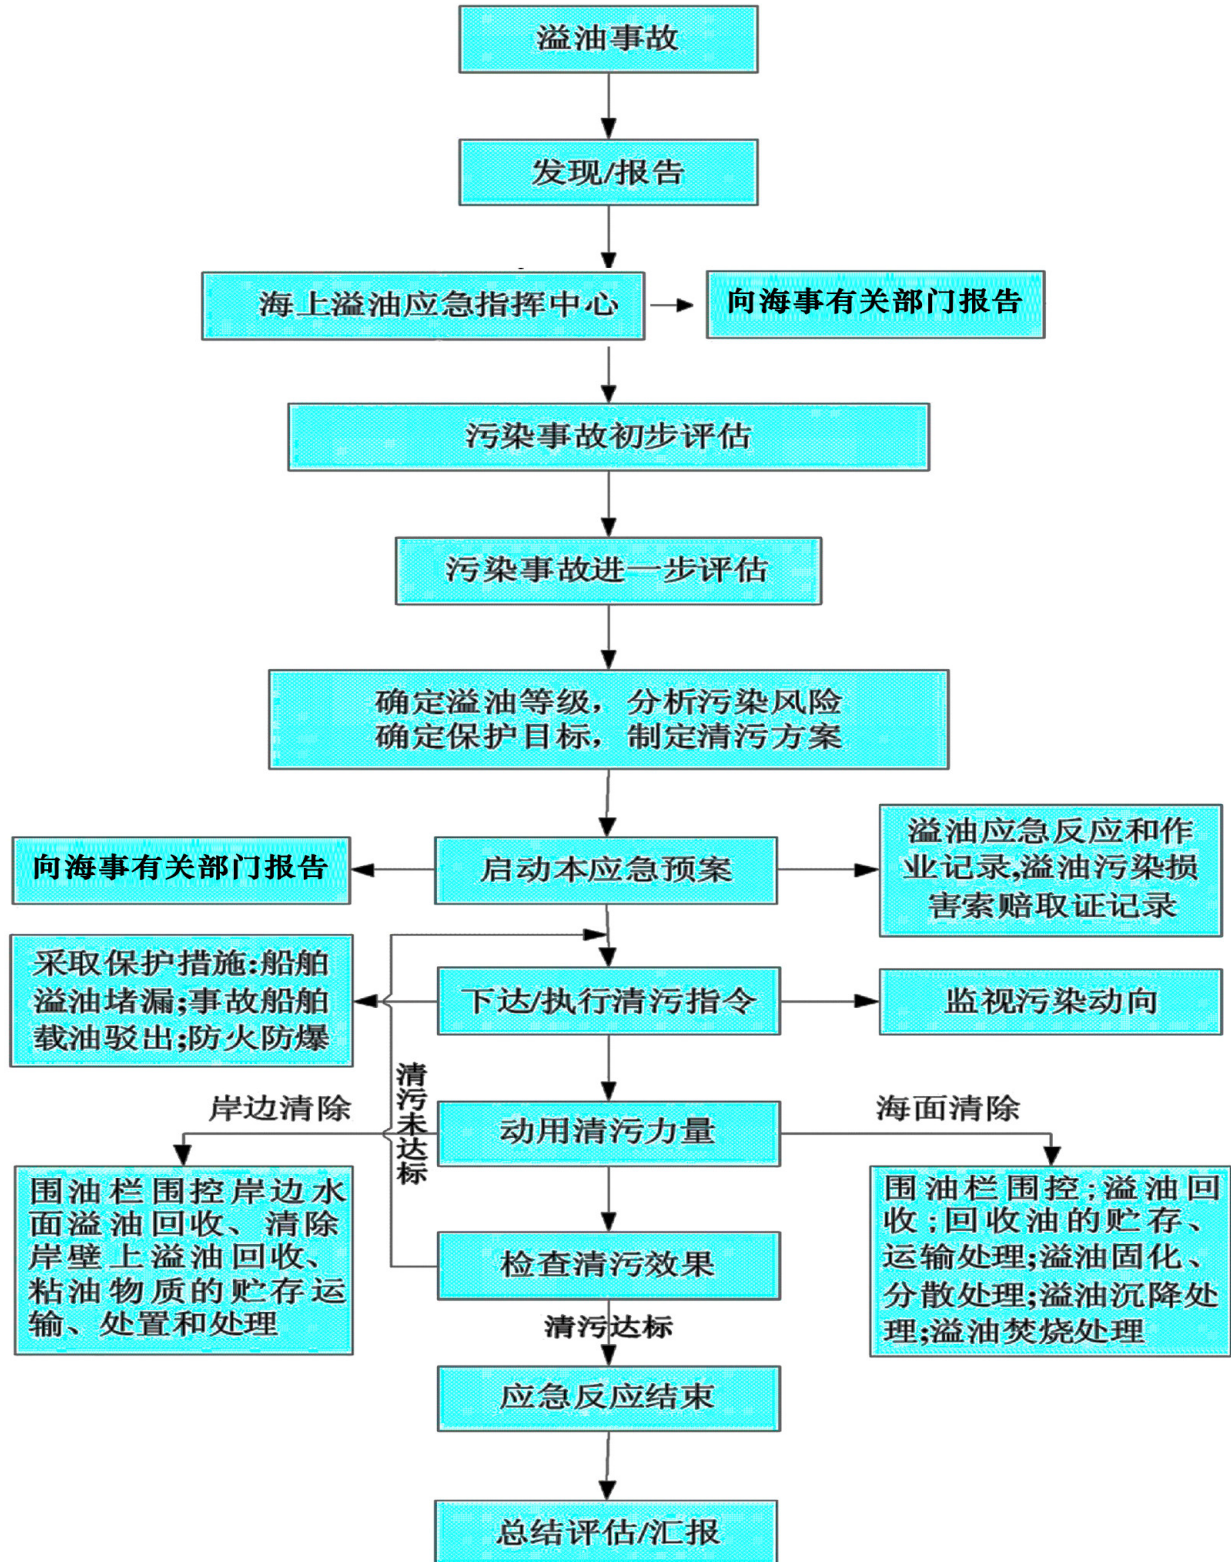 溢油事故
发现/报告
海上溢油应急指挥中心
向海事有关部门报告
污染事故初步评估
污染事故进一步评估
确定溢油等级，分析污染风险
确定保护目标，制定清污方案
向海事有关部门报告
启动本应急预案
溢油应急反应和作
业记录,溢油污染损
害索赔取证记录
采取保护措施:船舶
溢油堵漏;事故船舶
载油驳出;防火防爆
下达/执行清污指令
监视污染动向
清污未达标
岸边清除
动用清污力量
海面清除
围油栏围控岸边水
面溢油回收、清除
岸壁上溢油回收、
粘油物质的贮存运
输、处置和处理
检查清污效果
围油栏围控;溢油回
收;回收油的贮存、
运输处理;溢油固化、
分散处理;溢油沉降处
理;溢油焚烧处理
清污达标
应急反应结束
总结评估/汇报